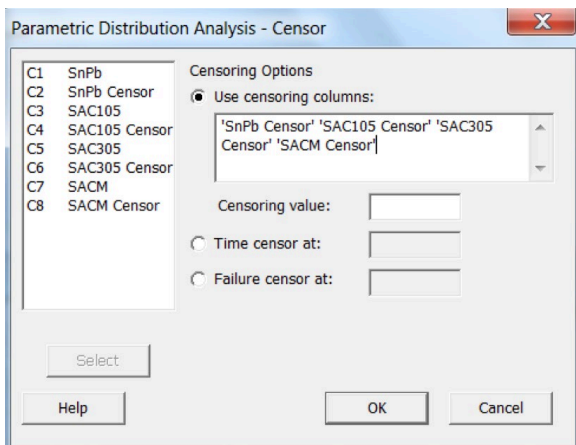 Parametric Distribution Analysis - Censor
C1 SnPb
C2 SnPb Censor
C3 SAC105
C4 SAC105 Censor
C5 SAC305
C6 SAC305 Censor
C7 SACM
C8 SACM Censor
Censoring Options
Use censoring columns:
'SnPb Censor' 'SAC105 Censor' 'SAC305
Censor' 'SACM Censor'
Censoring value:
Time censor at:
Failure censor at:
Select
Help
OK
Cancel